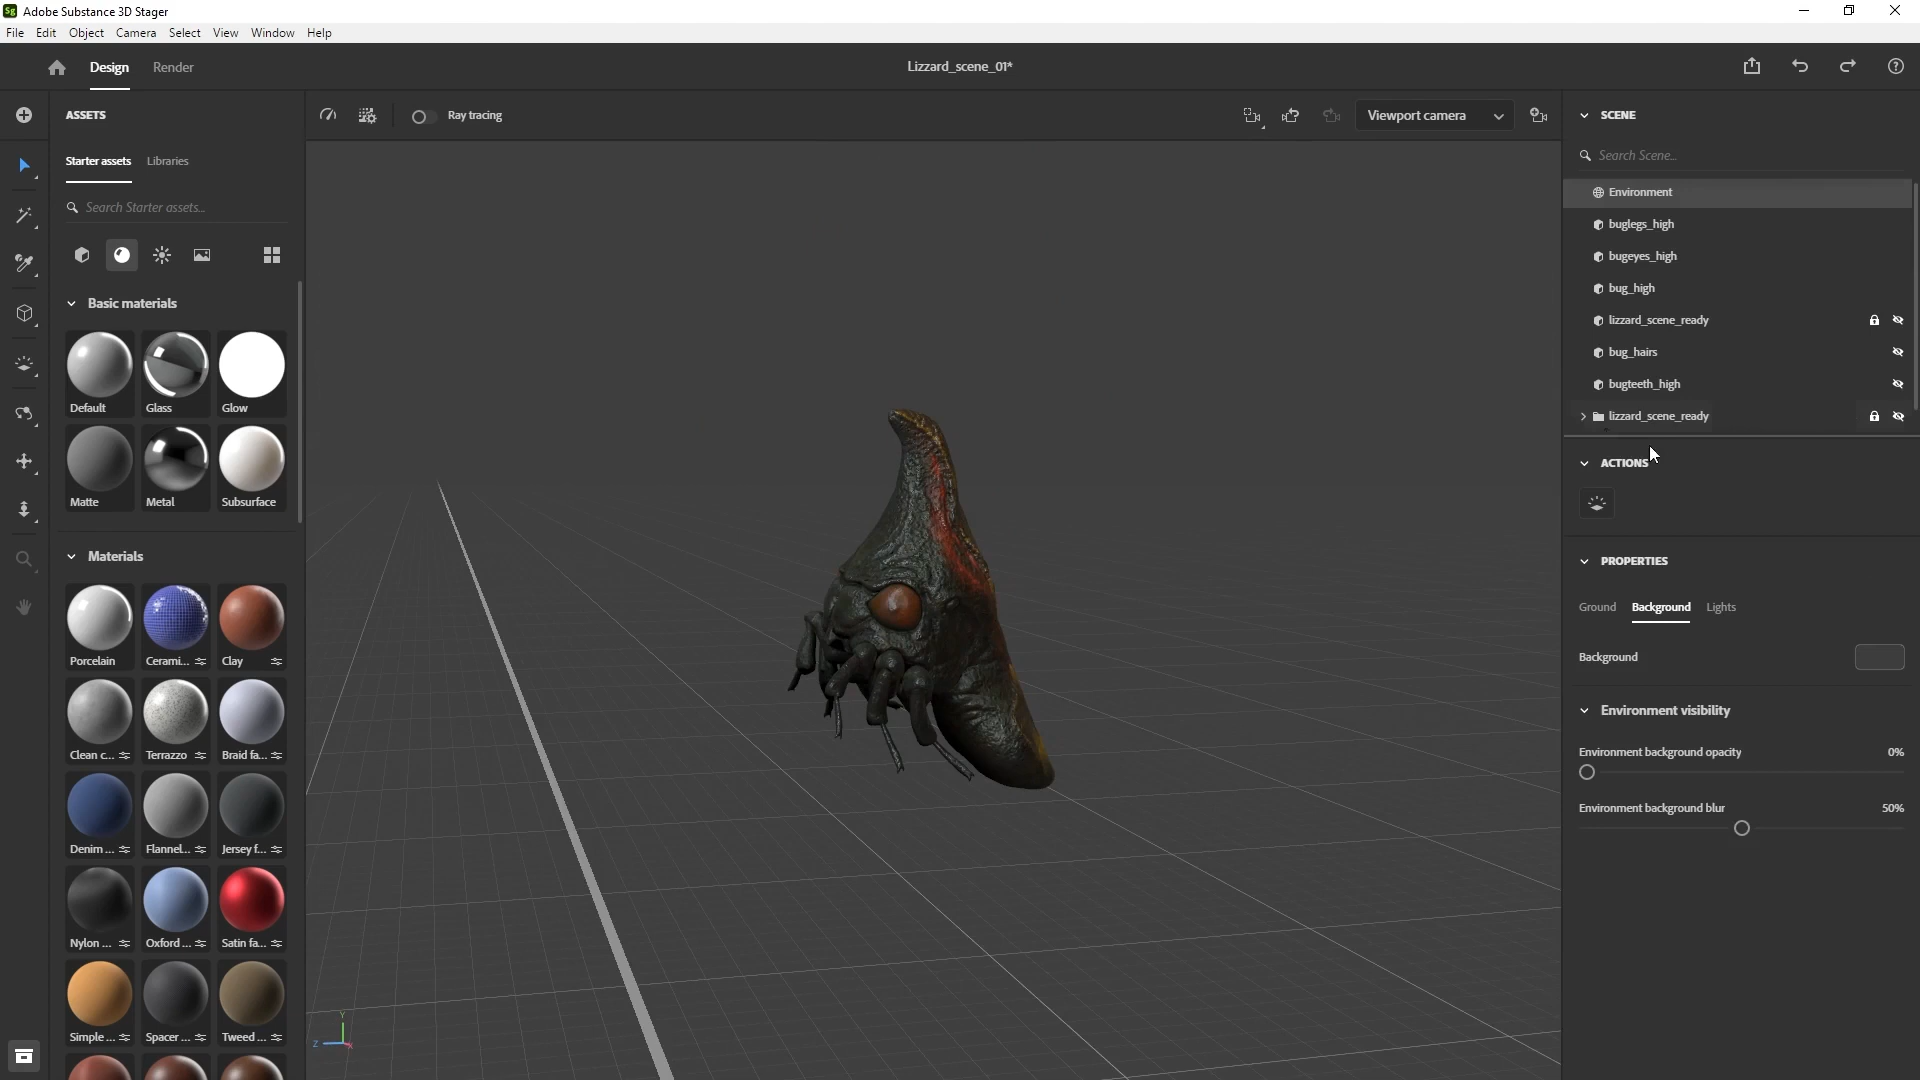 Adobe Substance 3D Stager
File Edit Object Camera Select View Window Help
Design Render
Lizzard_scene_01*
ASSETS
Starter assets Libraries
Search Starter assets...
Basic materials
Default Glass Glow
Matte Metal Subsurface
Materials
Porcelain Cerami... Clay
Clean c... Terrazzo Braid fa...
Denim ... Flannel... Jersey f...
Nylon ... Oxford ... Satin fa...
Simple ... Spacer ... Tweed ...
Ray tracing
Viewport camera
Y
Z X
SCENE
Search Scene...
Environment
buglegs_high
bugeyes_high
bug_high
lizzard_scene_ready
bug_hairs
bugteeth_high
lizzard_scene_ready
ACTIONS
PROPERTIES
Ground Background Lights
Background
Environment visibility
Environment background opacity 0%
Environment background blur 50%